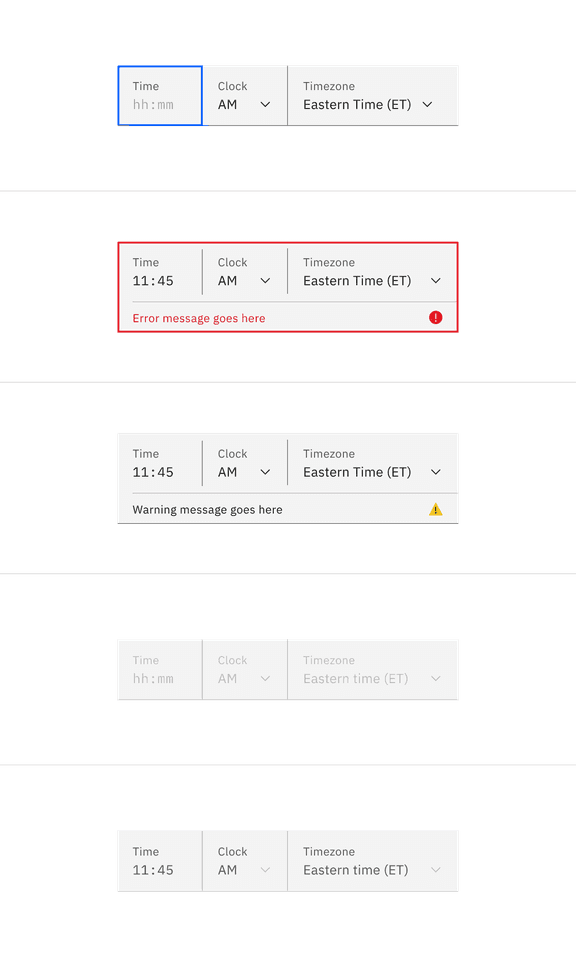 Time Clock Timezone
hh:mm AM Eastern Time (ET)
Time Clock Timezone
11:45 AM Eastern Time (ET)
Error message goes here
Time Clock Timezone
11:45 AM Eastern Time (ET)
Warning message goes here
Time Clock Timezone
hh:mm AM Eastern time (ET)
Time Clock Timezone
11:45 AM Eastern time (ET)